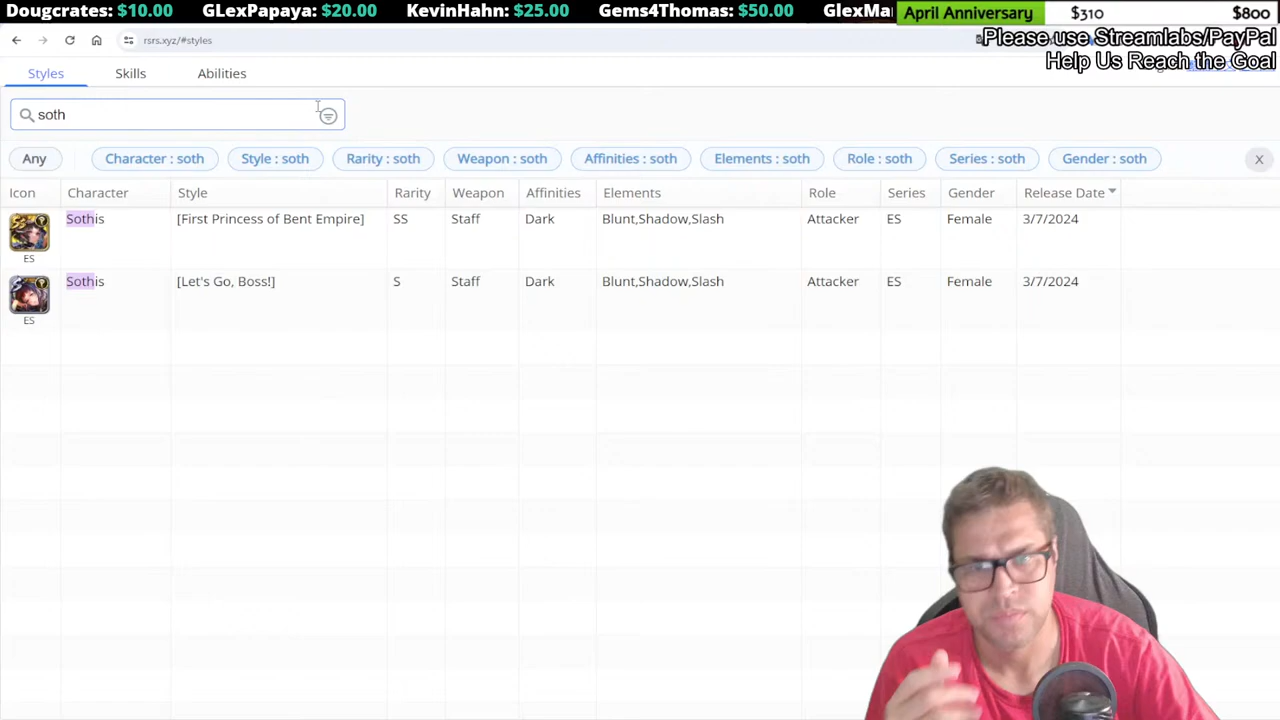 Dougcrates: $10.00 GLexPapaya: $20.00 KevinHahn: $25.00 Gems4Thomas: $50.00
April Anniversary $310 $800
Please use Streamlabs/PayPal
Help Us Reach the Goal
rsrs.xyz/#styles
Styles Skills Abilities
soth
Any Character : soth Style : soth Rarity : soth Weapon : soth Affinities : soth Elements : soth Role : soth Series : soth Gender : soth X
Icon Character Style Rarity Weapon Affinities Elements Role Series Gender Release Date
Sothis [First Princess of Bent Empire] SS Staff Dark Blunt,Shadow,Slash Attacker ES Female 3/7/2024
ES
Sothis [Let's Go, Boss!] S Staff Dark Blunt,Shadow,Slash Attacker ES Female 3/7/2024
ES